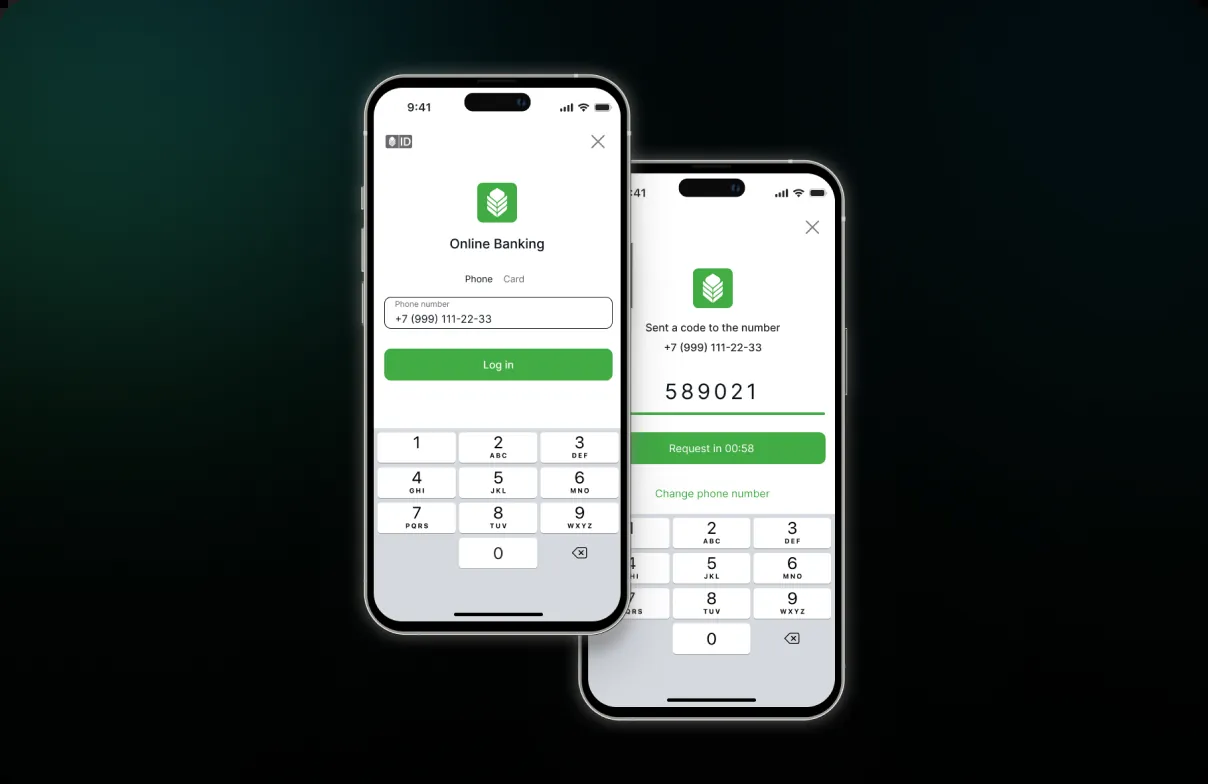 9:41
ID
Online Banking
Phone Card
Phone number
+7 (999) 111-22-33
Log in
1
2
ABC
3
DEF
4
GHI
5
JKL
6
MNO
7
PQRS
8
TUV
9
WXYZ
0
:41
Sent a code to the number
+7 (999) 111-22-33
589021
Request in 00:58
Change phone number
1
2
ABC
3
DEF
4
HI
5
JKL
6
MNO
7
QRS
8
TUV
9
WXYZ
0